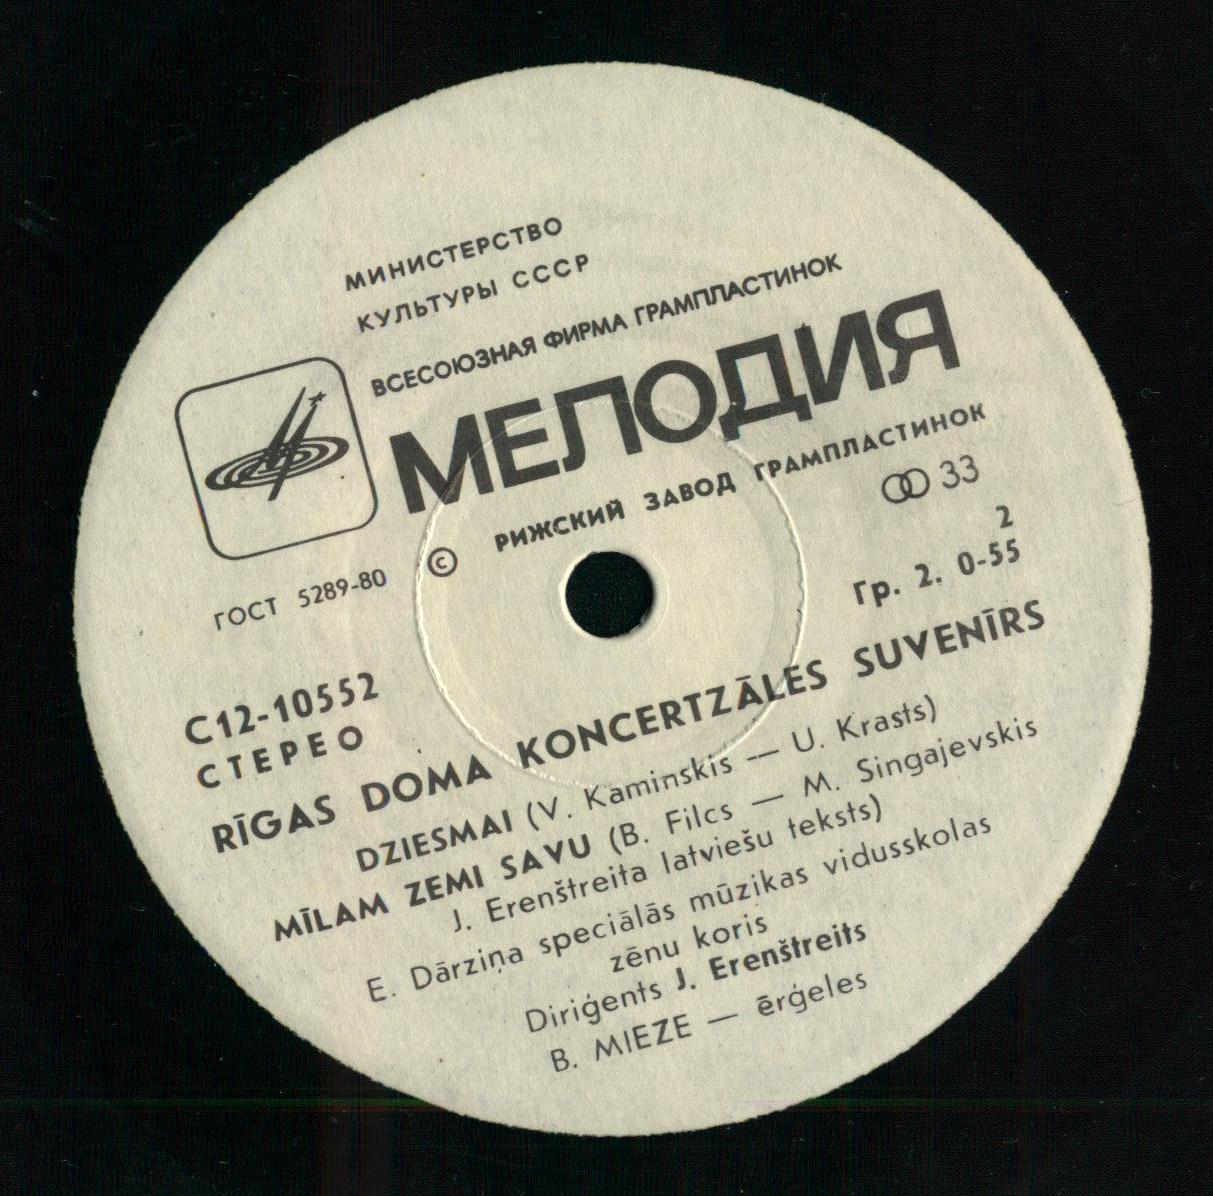 МИНИСТЕРСТВО
КУЛЬТУРЫ СССР
ВСЕСОЮЗНАЯ ФИРМА ГРАМПЛАСТИНОК
МЕЛОДИЯ
© РИЖСКИЙ ЗАВОД ГРАМПЛАСТИНОК
ГОСТ 5289-80
33
2
Гр. 2. 0-55
С12-10552
СТЕРЕО
RĪGAS DOMA KONCERTZĀLES SUVENĪRS
DZIESMAI (V. Kaminskis — U. Krasts)
MĪLAM ZEMI SAVU (B. Filcs — M. Singajevskis
J. Erenštreita latviešu teksts)
E. Dārziņa speciālās mūzikas vidusskolas
zēnu koris
Diriģents J. Erenštreits
B. MIEZE — ērģeles